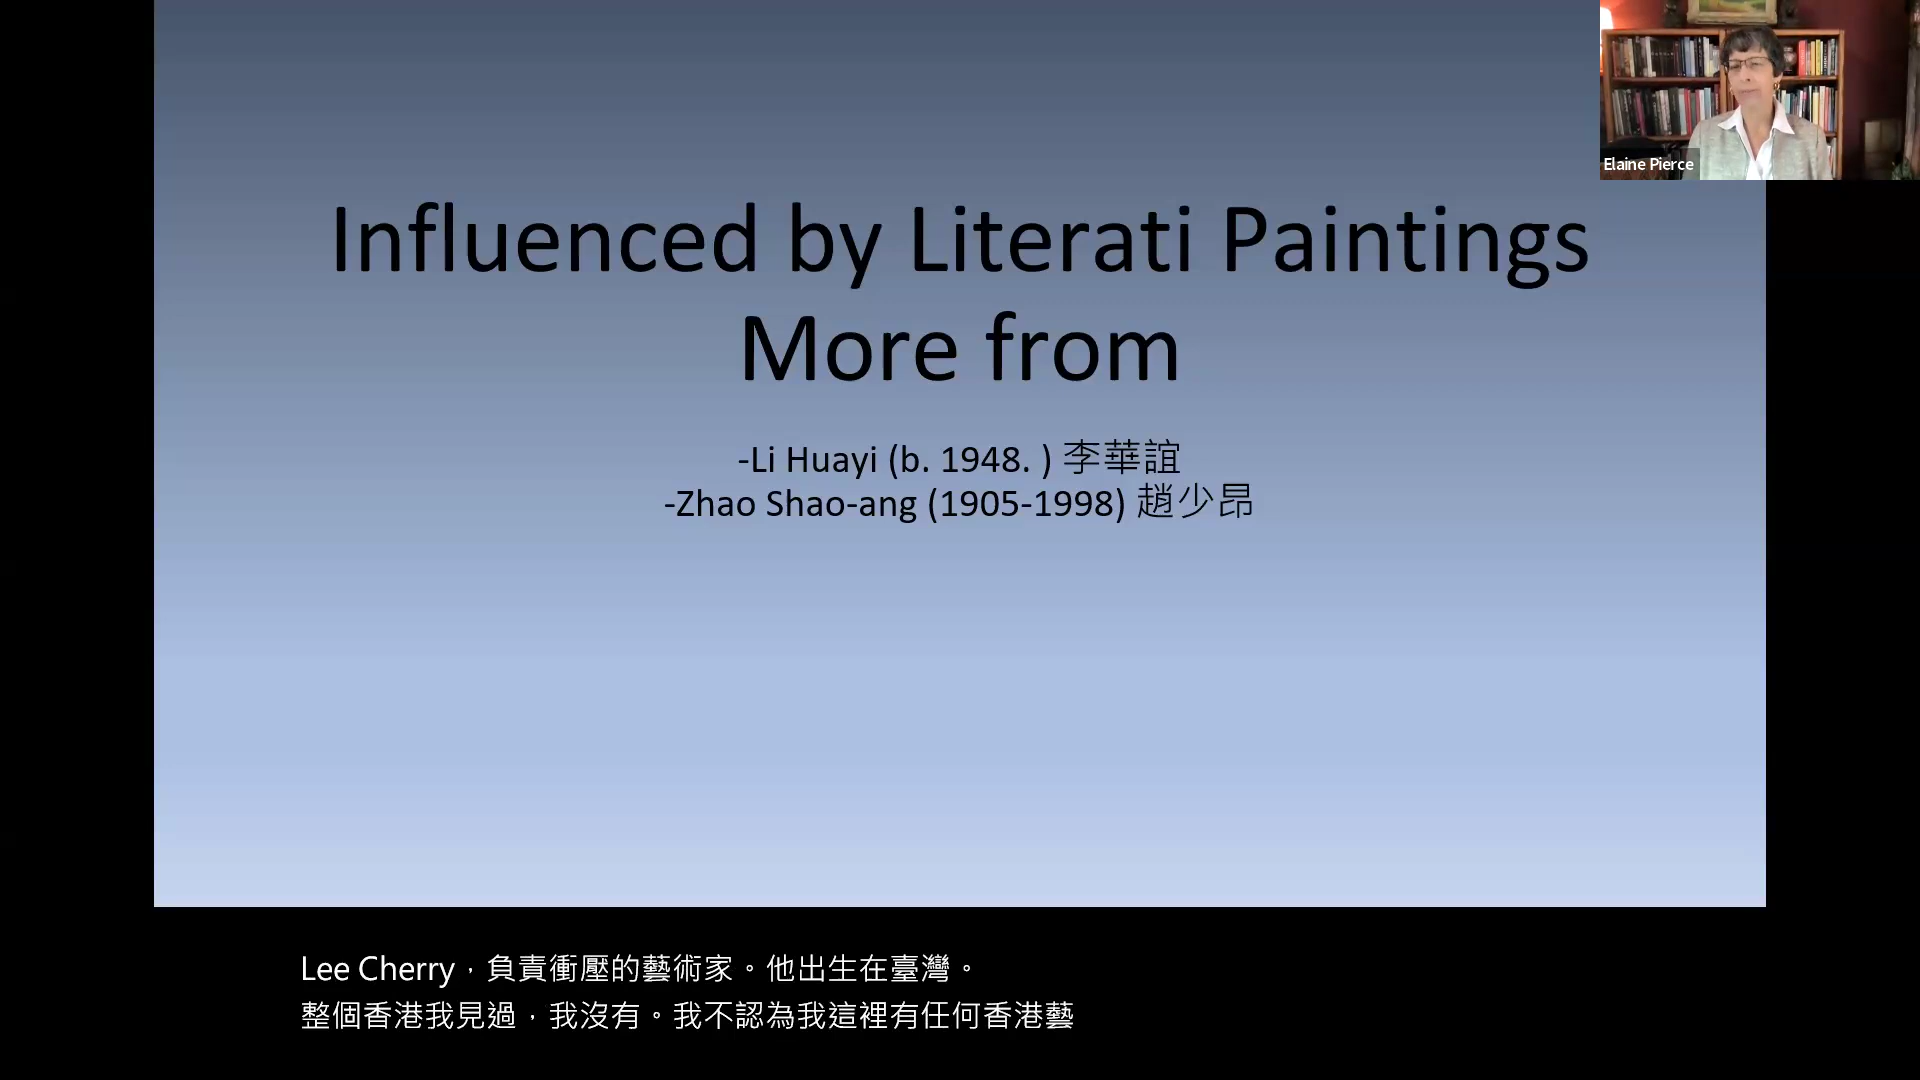 Elaine Pierce
Influenced by Literati Paintings
More from
-Li Huayi (b. 1948. ) 李華誼
-Zhao Shao-ang (1905-1998) 趙少昂
Lee Cherry，負責衝壓的藝術家。他出生在臺灣。
整個香港我見過，我沒有。我不認為我這裡有任何香港藝